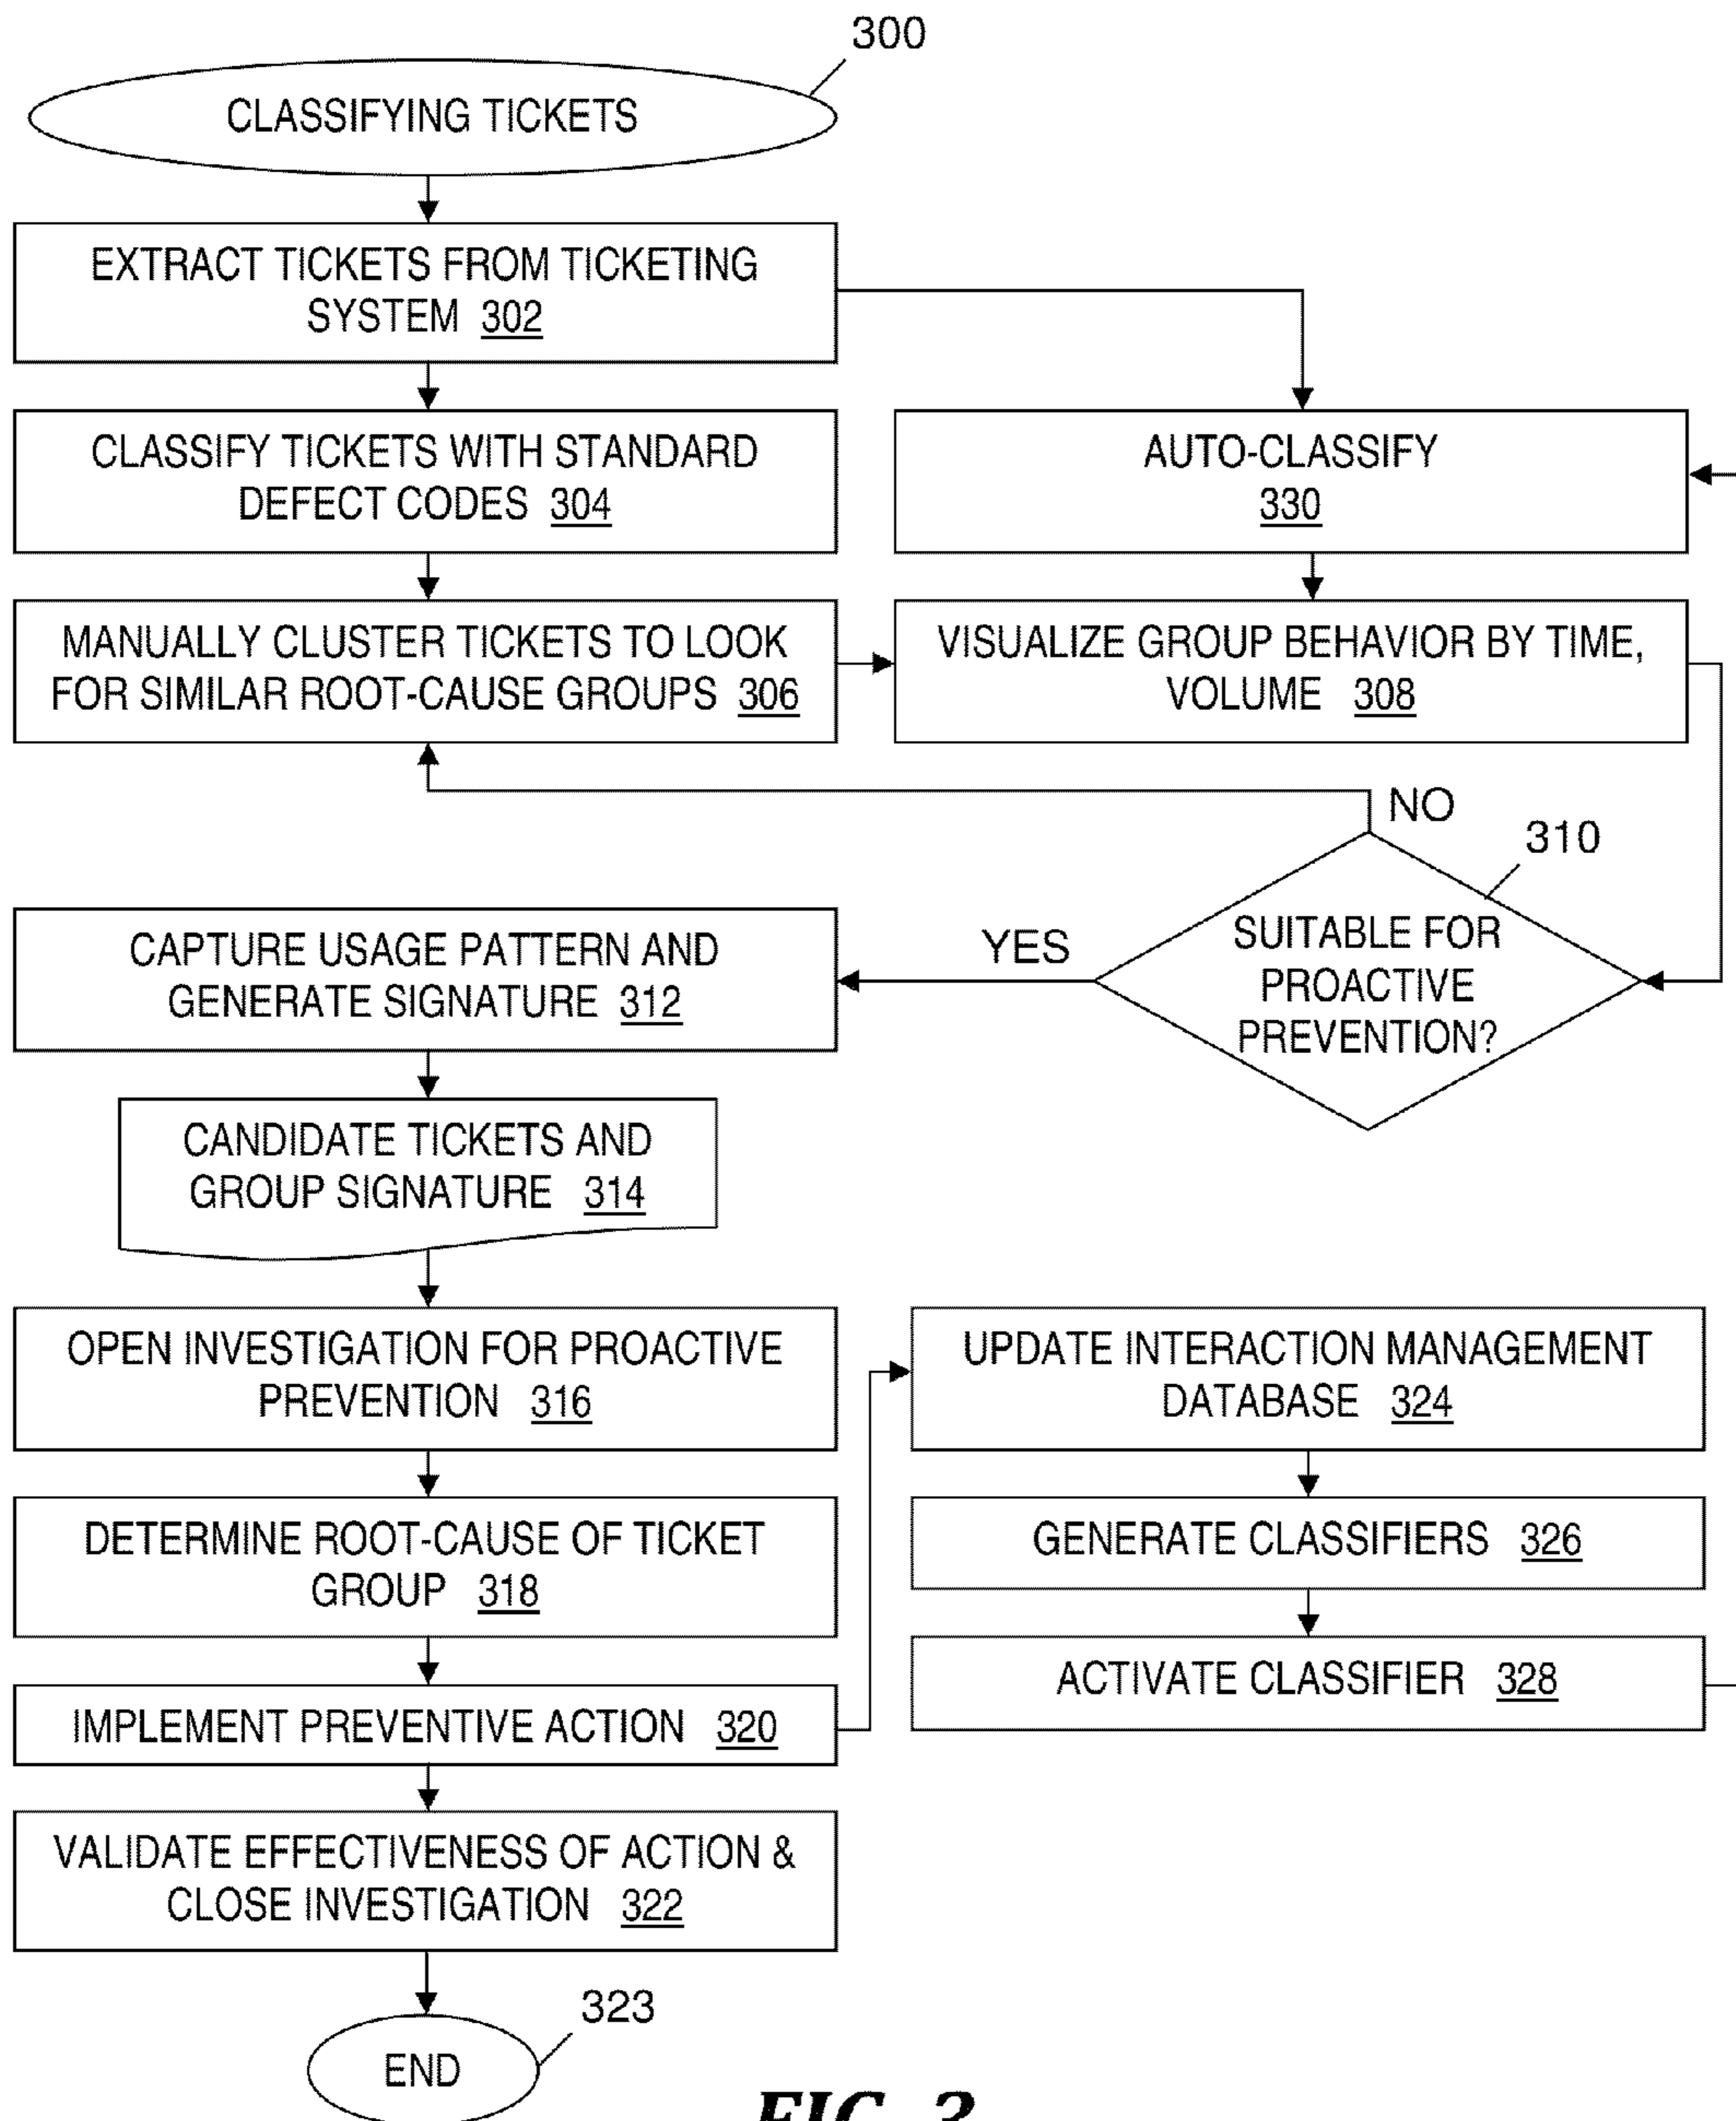 300
CLASSIFYING TICKETS
EXTRACT TICKETS FROM TICKETING
SYSTEM 302
CLASSIFY TICKETS WITH STANDARD
DEFECT CODES 304
AUTO-CLASSIFY
330
MANUALLY CLUSTER TICKETS TO LOOK
FOR SIMILAR ROOT-CAUSE GROUPS 306
VISUALIZE GROUP BEHAVIOR BY TIME,
VOLUME 308
NO
310
SUITABLE FOR
PROACTIVE
PREVENTION?
YES
CAPTURE USAGE PATTERN AND
GENERATE SIGNATURE 312
CANDIDATE TICKETS AND
GROUP SIGNATURE 314
OPEN INVESTIGATION FOR PROACTIVE
PREVENTION 316
DETERMINE ROOT-CAUSE OF TICKET
GROUP 318
IMPLEMENT PREVENTIVE ACTION 320
UPDATE INTERACTION MANAGEMENT
DATABASE 324
GENERATE CLASSIFIERS 326
ACTIVATE CLASSIFIER 328
VALIDATE EFFECTIVENESS OF ACTION &
CLOSE INVESTIGATION 322
323
END